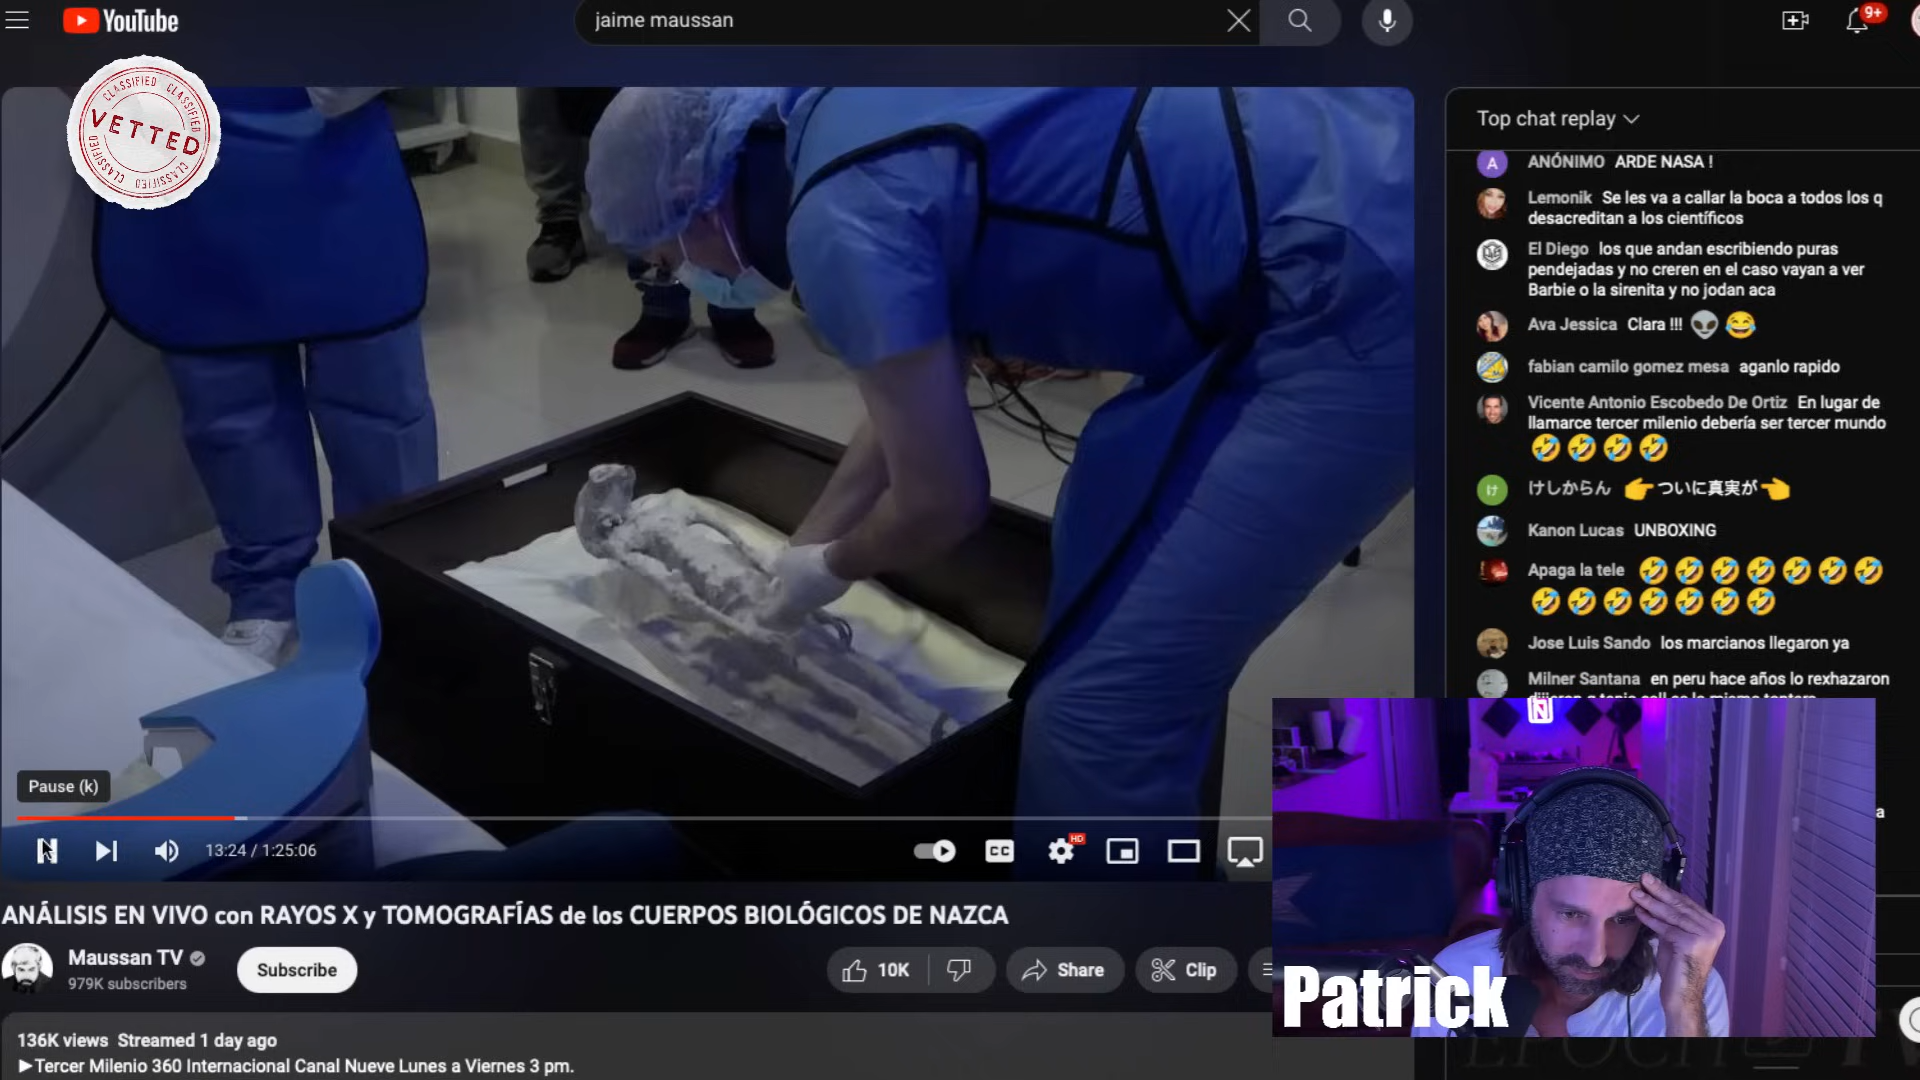 YouTube
jaime maussan
9+
CLASSIFIED CLASSIFIED
VETTED
CLASSIFIED CLASSIFIED
Top chat replay
A ANÓNIMO ARDE NASA !
Lemonik Se les va a callar la boca a todos los q
desacreditan a los científicos
El Diego los que andan escribiendo puras
pendejadas y no creren en el caso vayan a ver
Barbie o la sirenita y no jodan aca
Ava Jessica Clara !!! 👽 😂
fabian camilo gomez mesa aganlo rapido
Vicente Antonio Escobedo De Ortiz En lugar de
llamarce tercer milenio debería ser tercer mundo
🤣 🤣 🤣 🤣
け けしからん 👉ついに真実が👈
Kanon Lucas UNBOXING
Apaga la tele 🤣 🤣 🤣 🤣 🤣 🤣 🤣
🤣 🤣 🤣 🤣 🤣 🤣 🤣
Jose Luis Sando los marcianos llegaron ya
Milner Santana en peru hace años lo rexhazaron
Pause (k)
13:24 / 1:25:06
CC
HD
ANÁLISIS EN VIVO con RAYOS X y TOMOGRAFÍAS de los CUERPOS BIOLÓGICOS DE NAZCA
Maussan TV
979K subscribers
Subscribe
10K
Share
Clip
Patrick
136K views Streamed 1 day ago
▶Tercer Milenio 360 Internacional Canal Nueve Lunes a Viernes 3 pm.